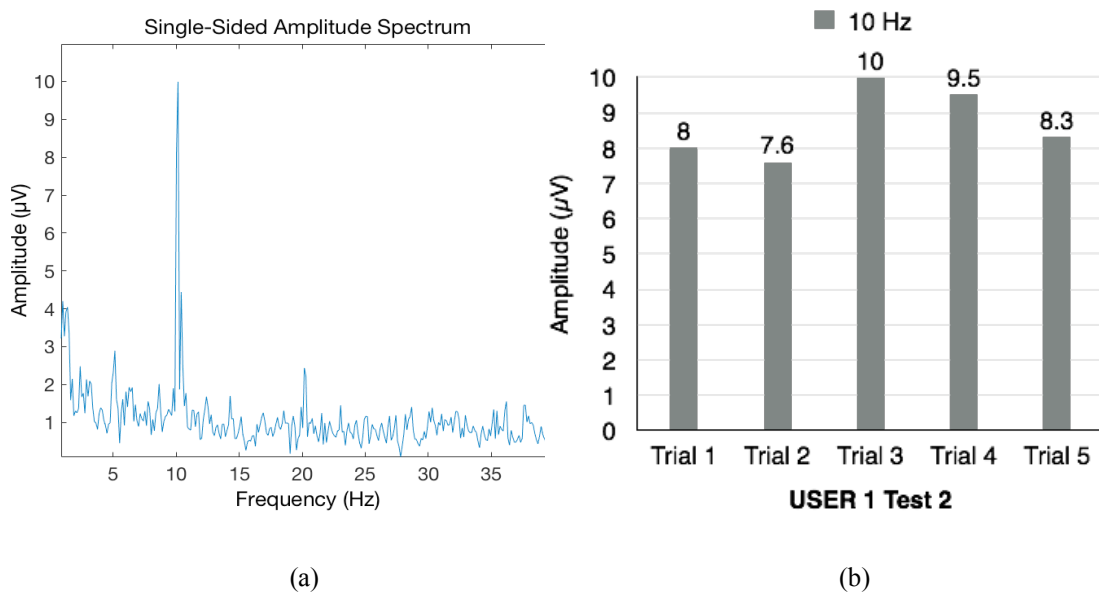 Single-Sided Amplitude Spectrum
Amplitude (µV)
10
9
8
7
6
5
4
3
2
1
5 10 15 20 25 30 35
Frequency (Hz)
(a)
10 Hz
Amplitude (µV)
10
9
8
7
6
5
4
3
2
1
0
8 7.6 10 9.5 8.3
Trial 1 Trial 2 Trial 3 Trial 4 Trial 5
USER 1 Test 2
(b)